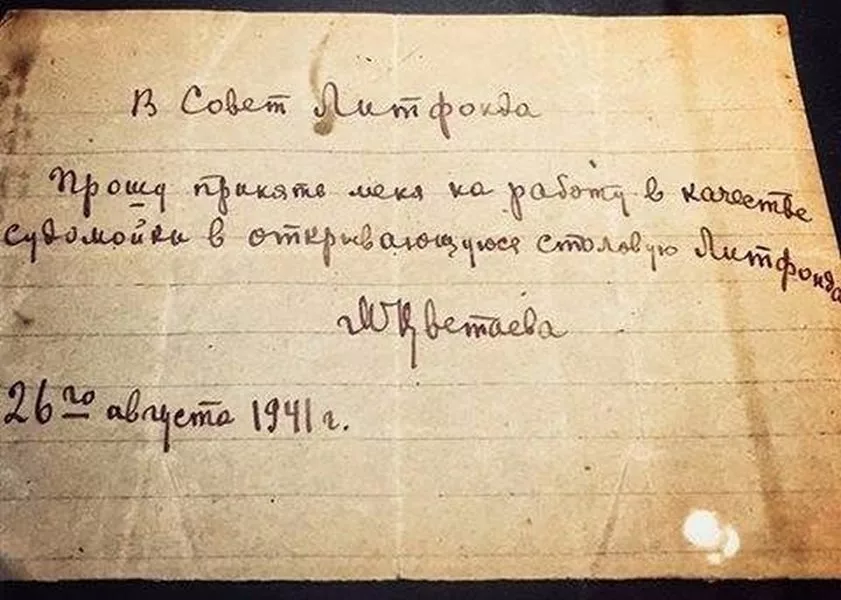 В Совет Литфонда
Прошу принять меня на работу в качестве
судомойки в открывающуюся столовую Литфонда
МЦветаева
26го августа 1941 г.